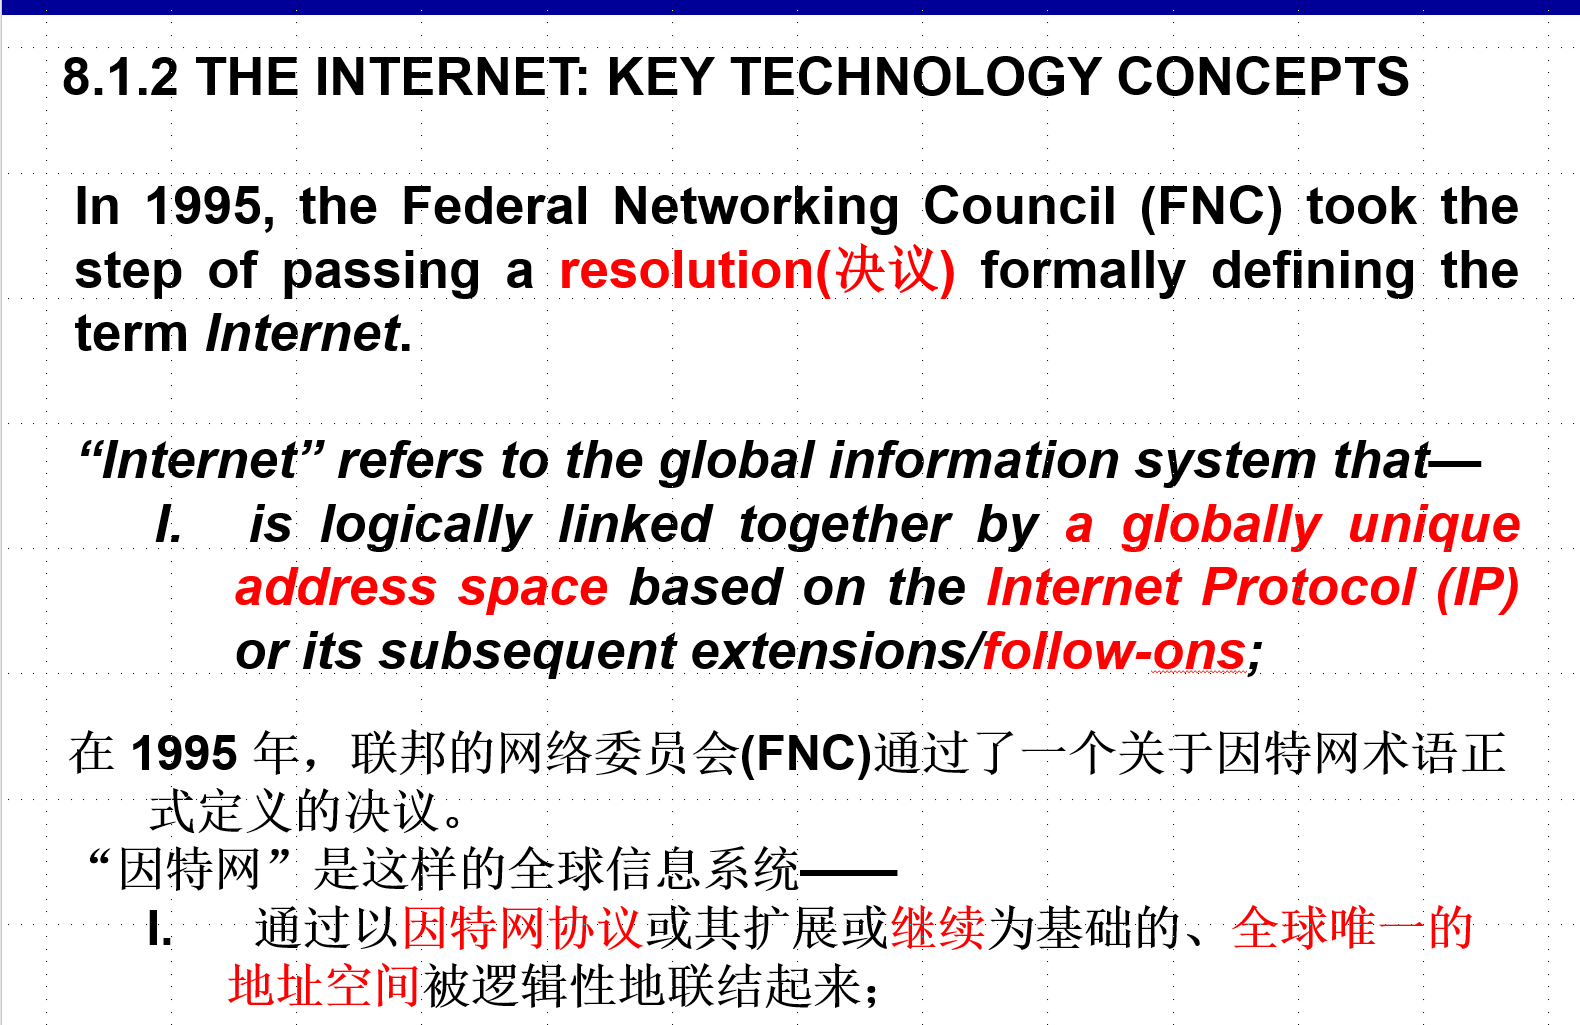 8.1.2 THE INTERNET: KEY TECHNOLOGY CONCEPTS
In 1995, the Federal Networking Council (FNC) took the
step of passing a resolution(决议) formally defining the
term Internet.
“Internet” refers to the global information system that—
I. is logically linked together by a globally unique
address space based on the Internet Protocol (IP)
or its subsequent extensions/follow-ons;
在 1995 年，联邦的网络委员会(FNC)通过了一个关于因特网术语正
式定义的决议。
“因特网”是这样的全球信息系统——
I. 通过以因特网协议或其扩展或继续为基础的、全球唯一的
地址空间被逻辑性地联结起来；